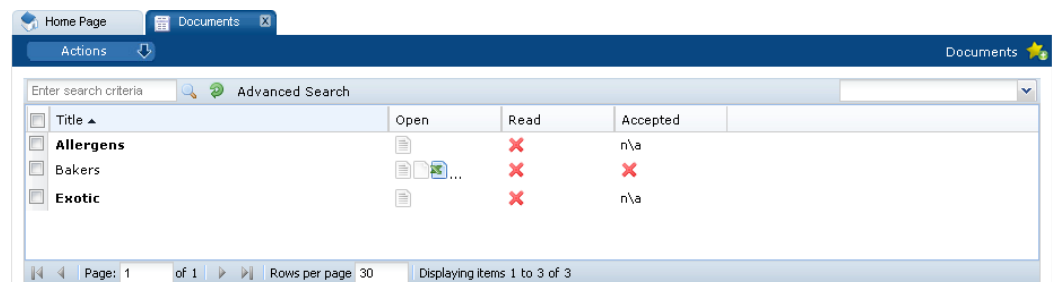 Home Page Documents
Actions Documents
Enter search criteria Advanced Search
Title Open Read Accepted
Allergens n\a
Bakers ...
Exotic n\a
Page: 1 of 1 Rows per page 30 Displaying items 1 to 3 of 3